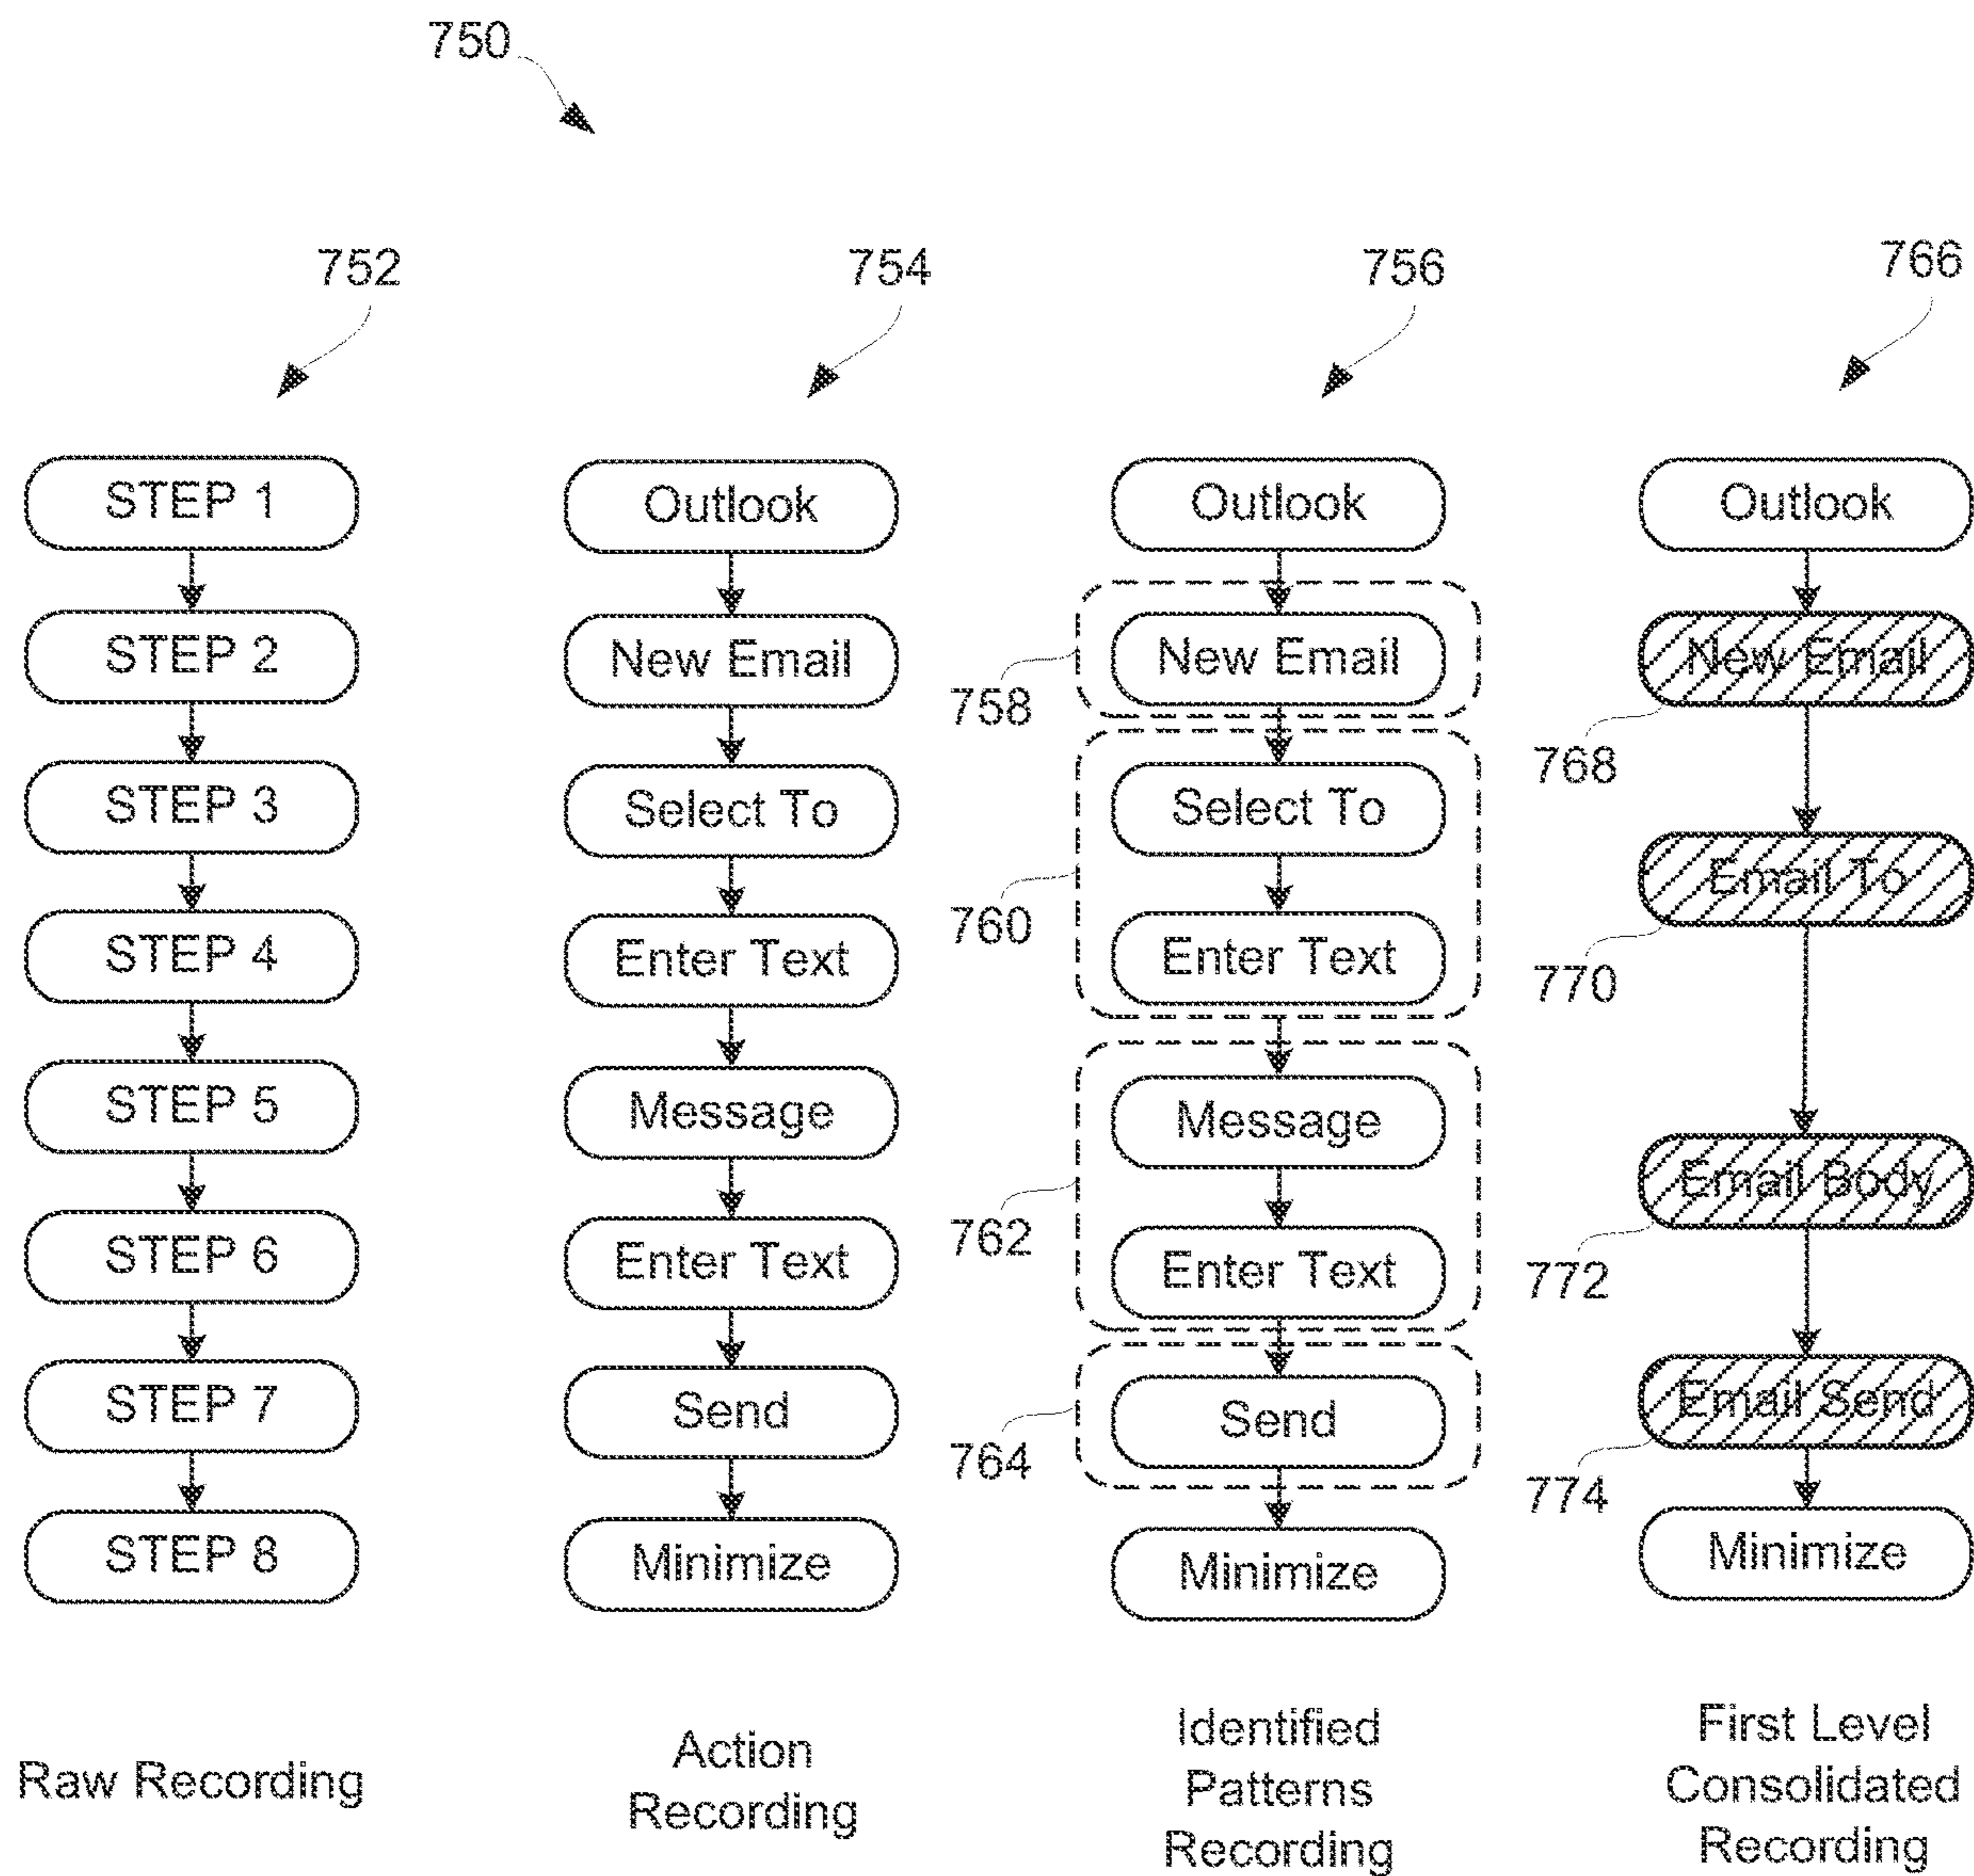 750
752
754
756
766
STEP 1
STEP 2
STEP 3
STEP 4
STEP 5
STEP 6
STEP 7
STEP 8
Raw Recording
Outlook
New Email
Select To
Enter Text
Message
Enter Text
Send
Minimize
Action
Recording
Outlook
New Email
758
Select To
Enter Text
760
Message
Enter Text
762
Send
764
Minimize
Identified
Patterns
Recording
Outlook
New Email
768
Email To
770
Email Body
772
Email Send
774
Minimize
First Level
Consolidated
Recording